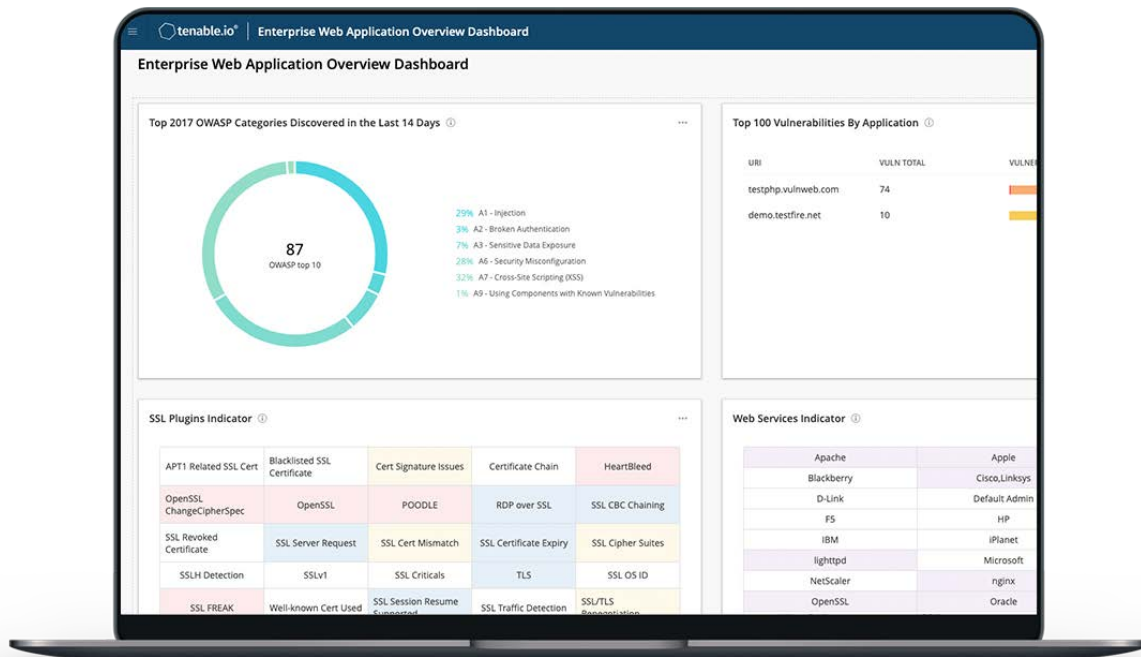 tenable.io® Enterprise Web Application Overview Dashboard
Enterprise Web Application Overview Dashboard
Top 2017 OWASP Categories Discovered in the Last 14 Days
87
OWASP top 10
29% A1 - Injection
3% A2 - Broken Authentication
7% A3 - Sensitive Data Exposure
28% A6 - Security Misconfiguration
32% A7 - Cross-Site Scripting (XSS)
1% A9 - Using Components with Known Vulnerabilities
Top 100 Vulnerabilities By Application
URI VULN TOTAL VULNE
testphp.vulnweb.com 74
demo.testfire.net 10
SSL Plugins Indicator
APT1 Related SSL Cert
Blacklisted SSL
Certificate
Cert Signature Issues
Certificate Chain
HeartBleed
OpenSSL
ChangeCipherSpec
OpenSSL
POODLE
RDP over SSL
SSL CBC Chaining
SSL Revoked
Certificate
SSL Server Request
SSL Cert Mismatch
SSL Certificate Expiry
SSL Cipher Suites
SSLH Detection
SSLv1
SSL Criticals
TLS
SSL OS ID
SSL FREAK
Well-known Cert Used
SSL Session Resume
Supported
SSL Traffic Detection
SSL/TLS
Renegotiation
Web Services Indicator
Apache Apple
Blackberry Cisco,Linksys
D-Link Default Admin
F5 HP
IBM iPlanet
lighttpd Microsoft
NetScaler nginx
OpenSSL Oracle